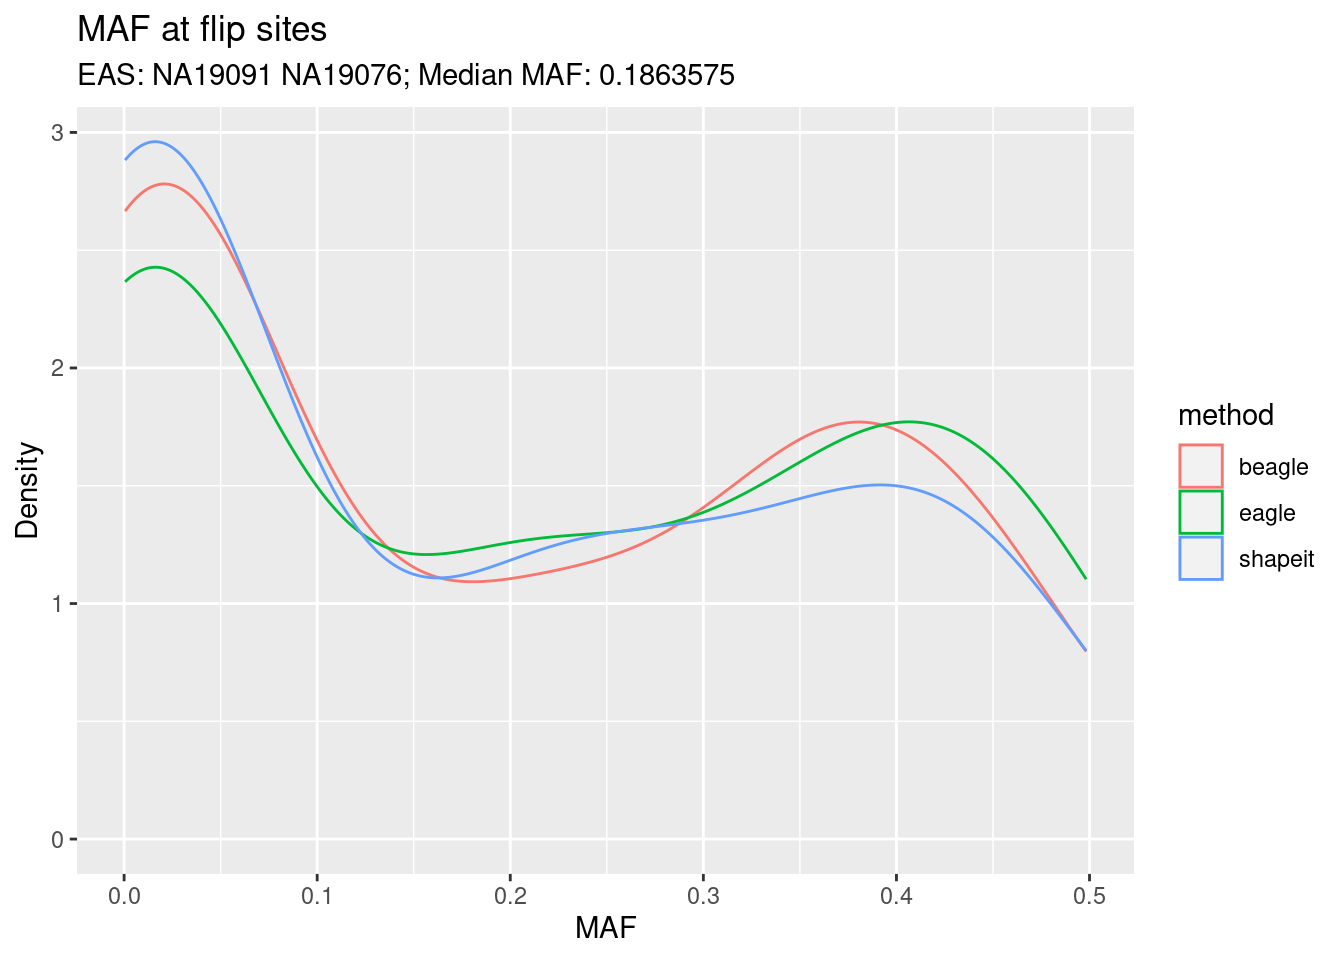 MAF at flip sites
EAS: NA19091 NA19076; Median MAF: 0.1863575
3
2
1
0
Density
0.0 0.1 0.2 0.3 0.4 0.5
MAF
method
beagle
eagle
shapeit